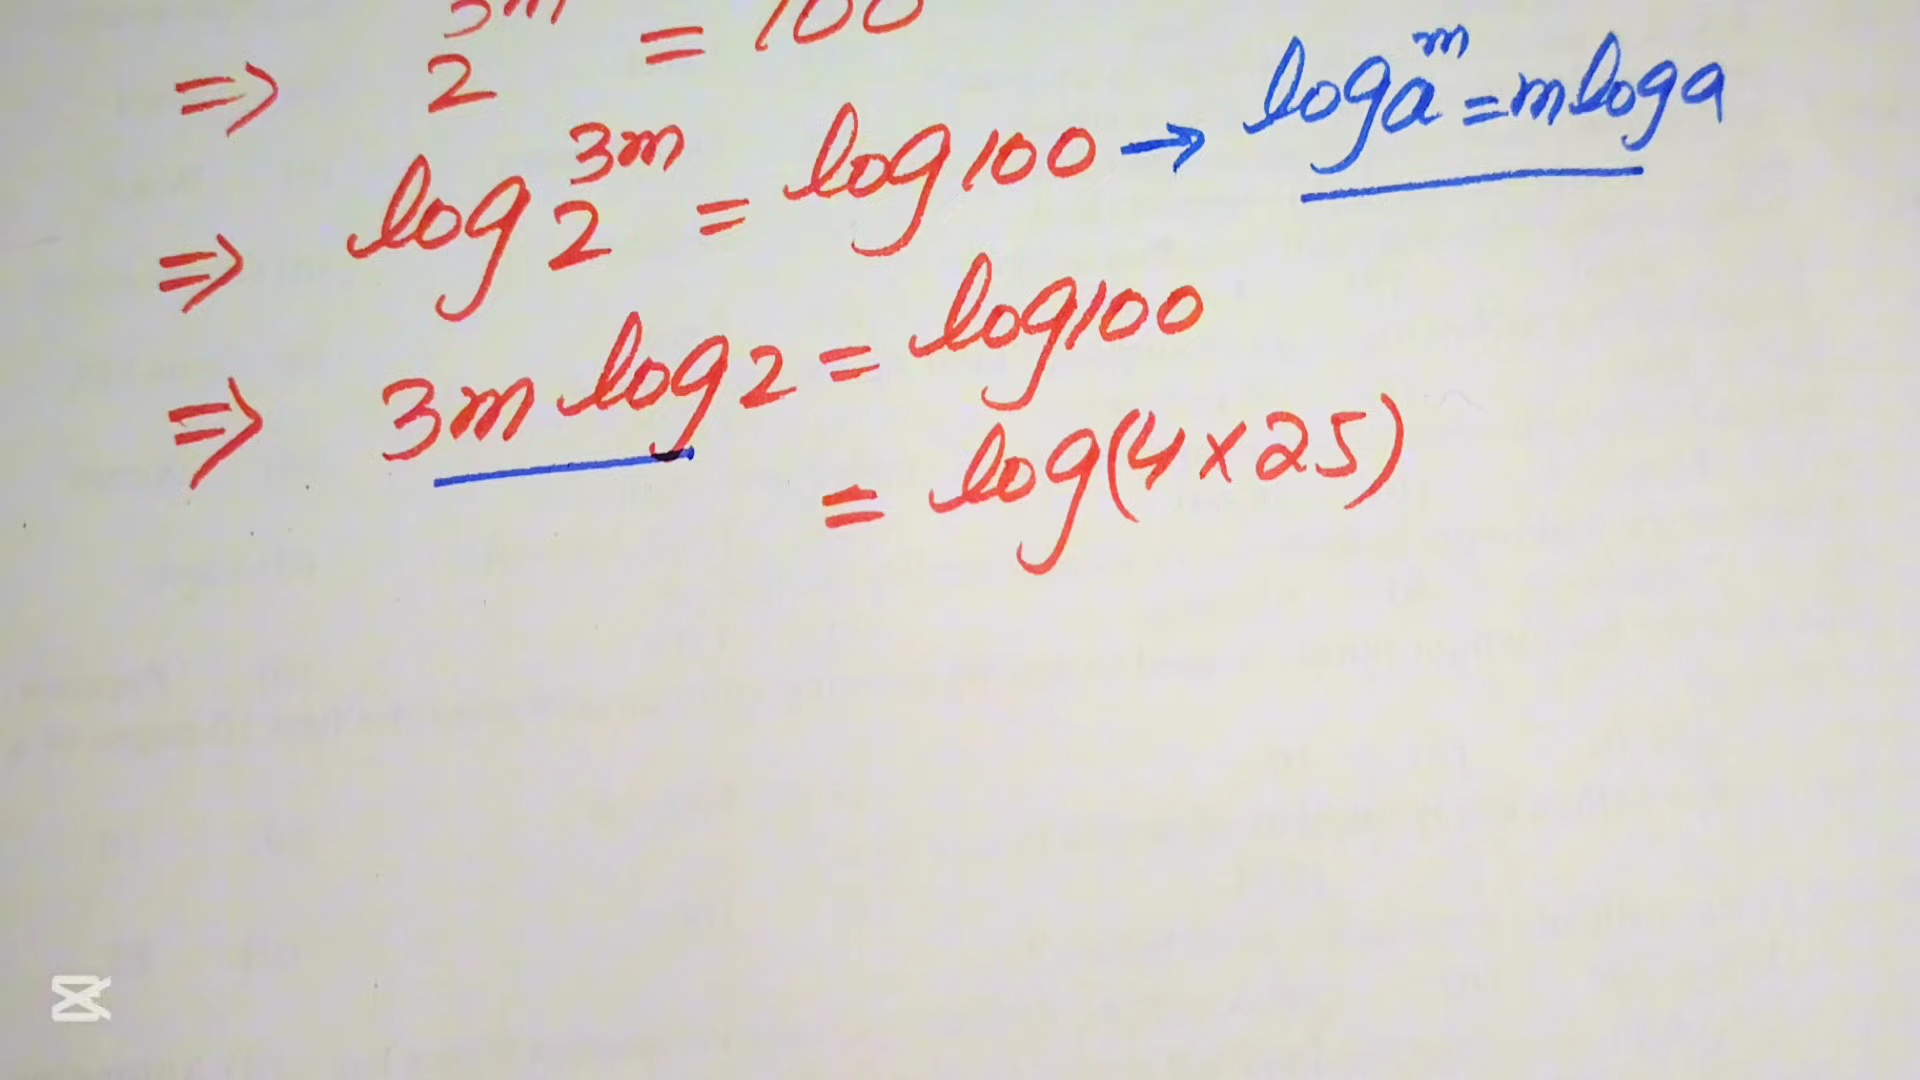 => 2^3m = 100
=> log 2^3m = log 100 → log a^m = m log a
=> 3m log 2 = log 100
= log(4 × 25)